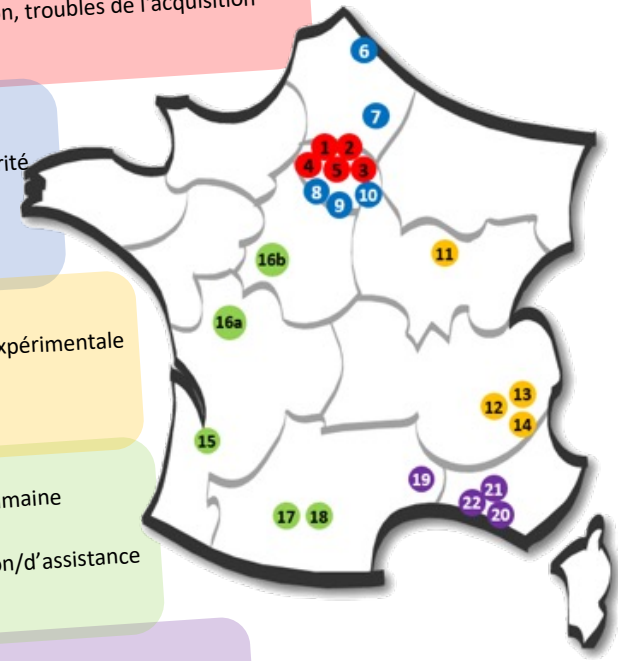 on, troubles de l'acquisition
rité
xpérimentale
maine
on/d'assistance
6
7
1 2
4 5 3
8 9 10
11
16b
16a
13
12
14
15
19
21
22
20
17 18